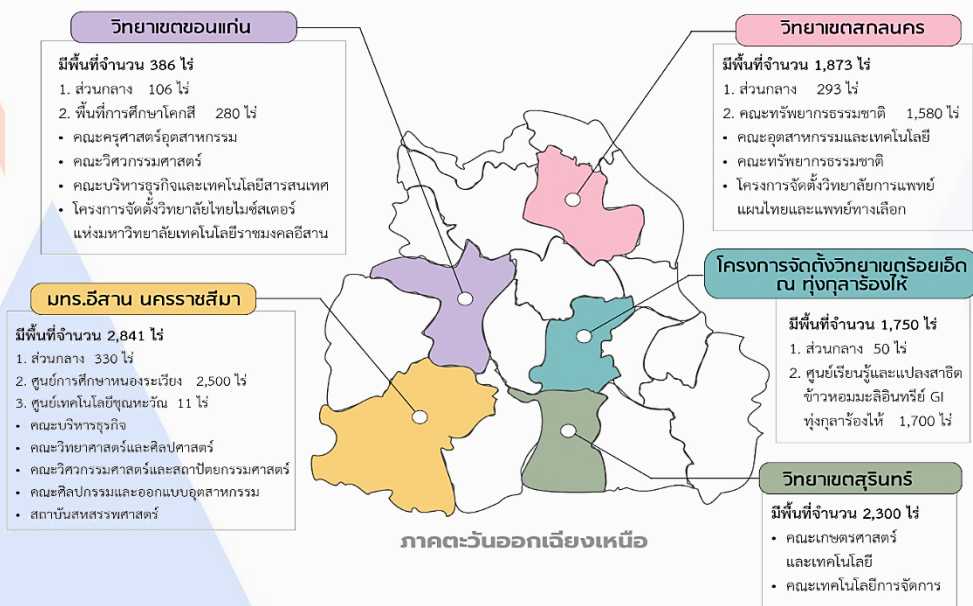 วิทยาเขตขอนแก่น
มีพื้นที่จำนวน 386 ไร่
1. ส่วนกลาง 106 ไร่
2. พื้นที่การศึกษาโคกสี 280 ไร่
• คณะครุศาสตร์อุตสาหกรรม
• คณะวิศวกรรมศาสตร์
• คณะบริหารธุรกิจและเทคโนโลยีสารสนเทศ
• โครงการจัดตั้งวิทยาลัยไทยไมซ์สเตอร์
แห่งมหาวิทยาลัยเทคโนโลยีราชมงคลอีสาน
วิทยาเขตสกลนคร
มีพื้นที่จำนวน 1,873 ไร่
1. ส่วนกลาง 293 ไร่
2. คณะทรัพยากรธรรมชาติ 1,580 ไร่
• คณะอุตสาหกรรมและเทคโนโลยี
• คณะทรัพยากรธรรมชาติ
• โครงการจัดตั้งวิทยาลัยการแพทย์
แผนไทยและแพทย์ทางเลือก
มทร.อีสาน นครราชสีมา
มีพื้นที่จำนวน 2,841 ไร่
1. ส่วนกลาง 330 ไร่
2. ศูนย์การศึกษาหนองระเวียง 2,500 ไร่
3. ศูนย์เทคโนโลยีชุณหะวัณ 11 ไร่
• คณะบริหารธุรกิจ
• คณะวิทยาศาสตร์และศิลปศาสตร์
• คณะวิศวกรรมศาสตร์และสถาปัตยกรรมศาสตร์
• คณะศิลปกรรมและออกแบบอุตสาหกรรม
• สถาบันสหสรรพศาสตร์
โครงการจัดตั้งวิทยาเขตร้อยเอ็ด
ณ ทุ่งกุลาร้องไห้
มีพื้นที่จำนวน 1,750 ไร่
1. ส่วนกลาง 50 ไร่
2. ศูนย์เรียนรู้และแปลงสาธิต
ข้าวหอมมะลิอินทรีย์ GI
ทุ่งกุลาร้องไห้ 1,700 ไร่
วิทยาเขตสุรินทร์
มีพื้นที่จำนวน 2,300 ไร่
• คณะเกษตรศาสตร์
และเทคโนโลยี
• คณะเทคโนโลยีการจัดการ
ภาคตะวันออกเฉียงเหนือ